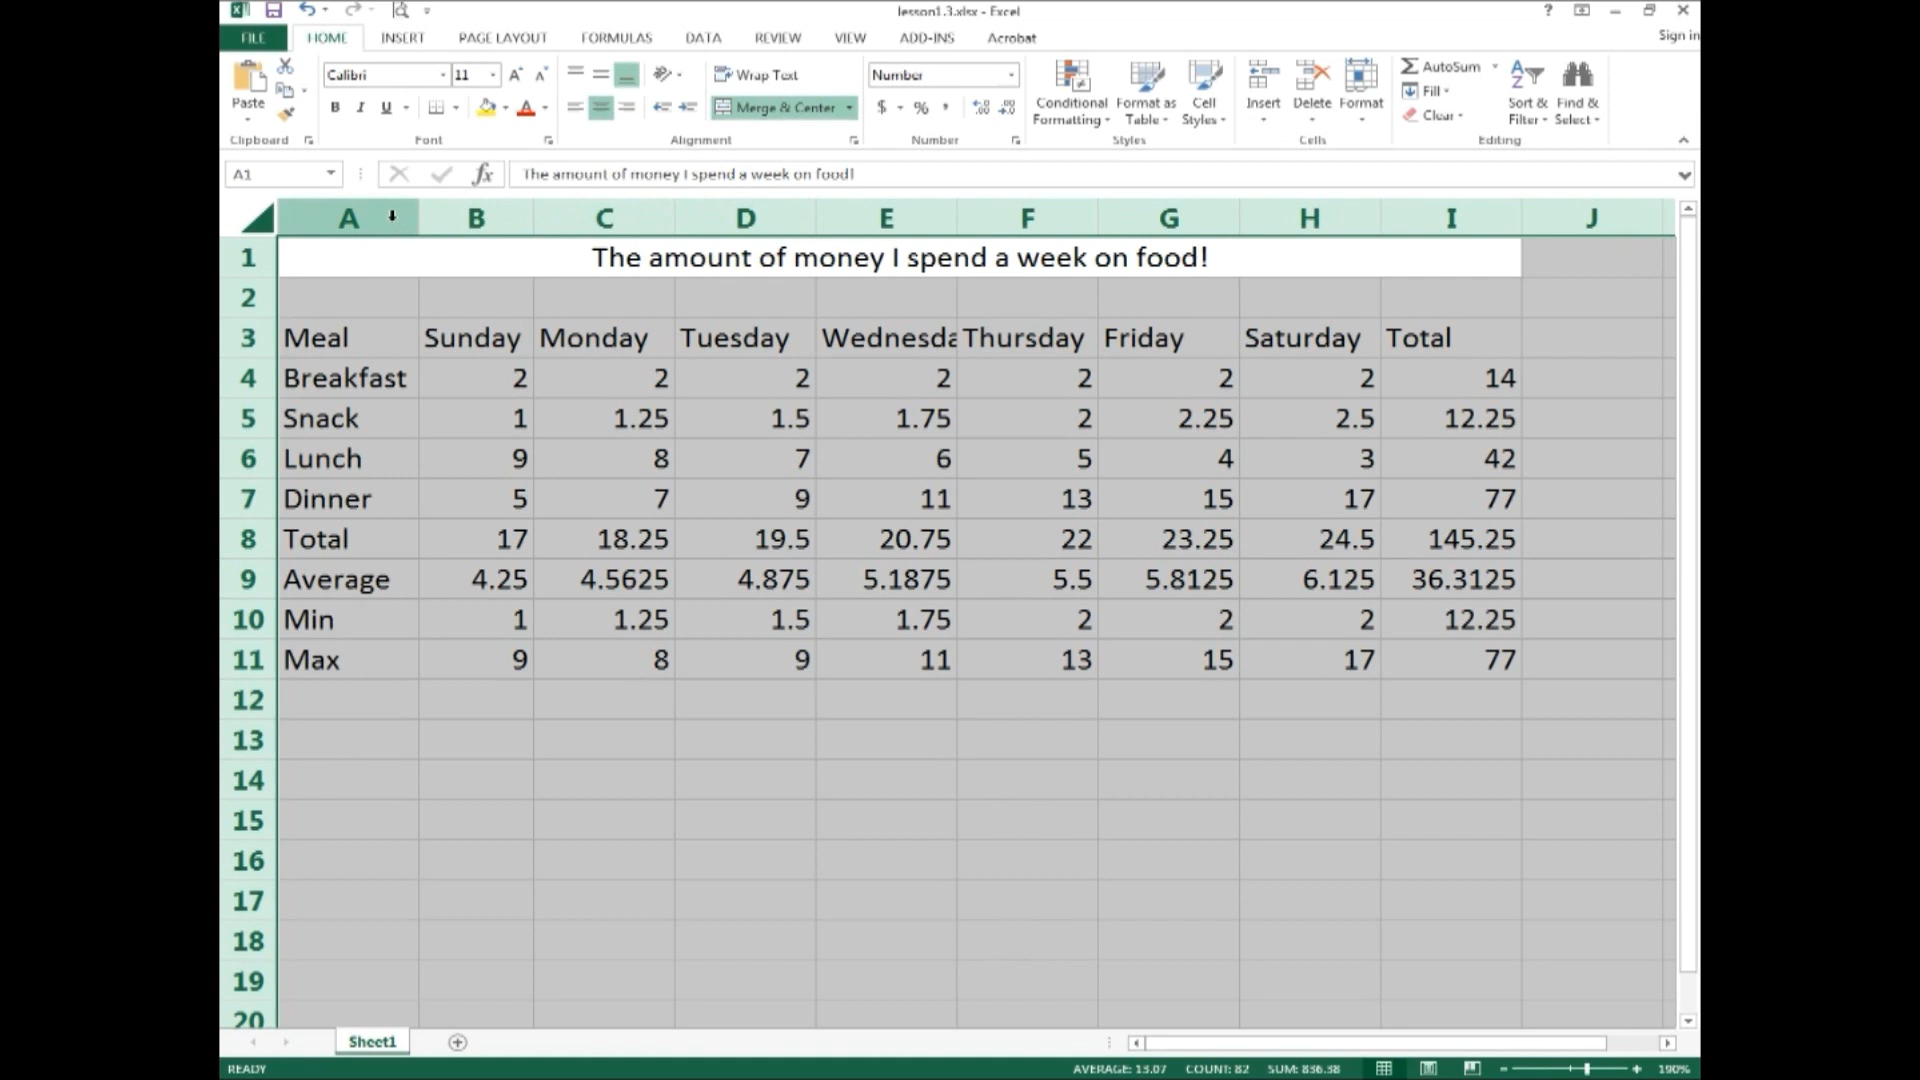 lesson1.3.xlsx - Excel
FILE HOME INSERT PAGE LAYOUT FORMULAS DATA REVIEW VIEW ADD-INS Acrobat Sign in
Paste
Calibri 11
B I U
Wrap Text
Merge & Center
Number
$ % ,
Conditional Formatting
Format as Table
Cell Styles
Insert
Delete
Format
AutoSum
Fill
Clear
Sort & Filter
Find & Select
Clipboard Font Alignment Number Styles Cells Editing
A1 fx The amount of money I spend a week on food!
A B C D E F G H I J
1 The amount of money I spend a week on food!
2
3 Meal Sunday Monday Tuesday Wednesda Thursday Friday Saturday Total
4 Breakfast 2 2 2 2 2 2 2 14
5 Snack 1 1.25 1.5 1.75 2 2.25 2.5 12.25
6 Lunch 9 8 7 6 5 4 3 42
7 Dinner 5 7 9 11 13 15 17 77
8 Total 17 18.25 19.5 20.75 22 23.25 24.5 145.25
9 Average 4.25 4.5625 4.875 5.1875 5.5 5.8125 6.125 36.3125
10 Min 1 1.25 1.5 1.75 2 2 2 12.25
11 Max 9 8 9 11 13 15 17 77
12
13
14
15
16
17
18
19
20
Sheet1
READY AVERAGE: 13.07 COUNT: 82 SUM: 836.38 190%